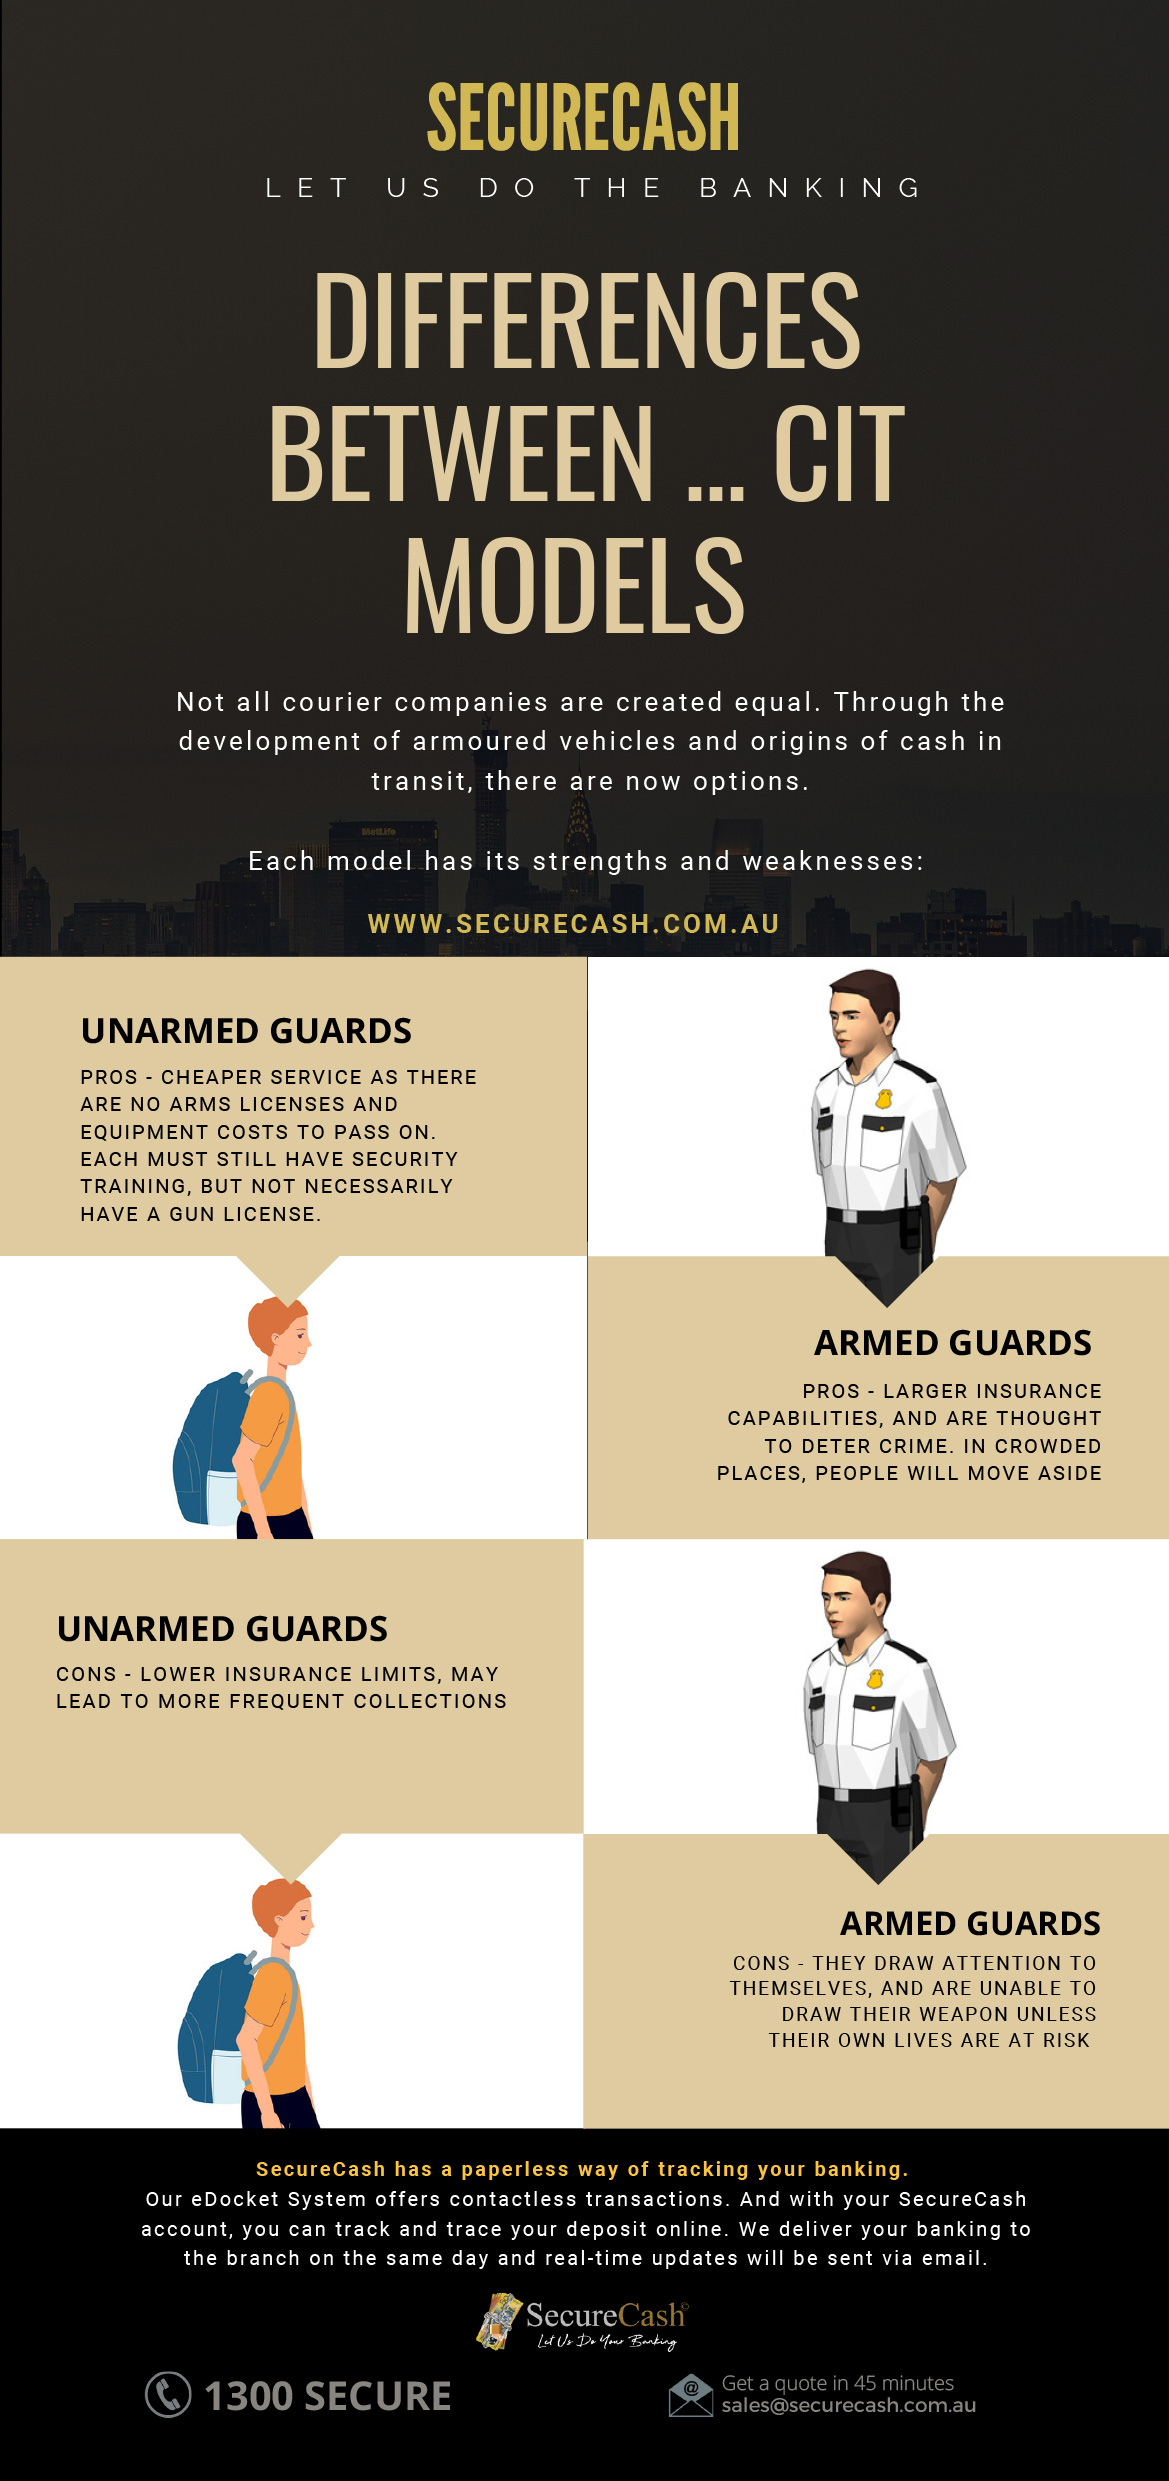 SECURECASH
LET US DO THE BANKING
DIFFERENCES
BETWEEN ... CIT
MODELS
Not all courier companies are created equal. Through the
development of armoured vehicles and origins of cash in
transit, there are now options.
MetLife
Each model has its strengths and weaknesses:
WWW.SECURECASH.COM.AU
UNARMED GUARDS
PROS - CHEAPER SERVICE AS THERE
ARE NO ARMS LICENSES AND
EQUIPMENT COSTS TO PASS ON.
EACH MUST STILL HAVE SECURITY
TRAINING, BUT NOT NECESSARILY
HAVE A GUN LICENSE.
ARMED GUARDS
PROS - LARGER INSURANCE
CAPABILITIES, AND ARE THOUGHT
TO DETER CRIME. IN CROWDED
PLACES, PEOPLE WILL MOVE ASIDE
UNARMED GUARDS
CONS - LOWER INSURANCE LIMITS, MAY
LEAD TO MORE FREQUENT COLLECTIONS
ARMED GUARDS
CONS - THEY DRAW ATTENTION TO
THEMSELVES, AND ARE UNABLE TO
DRAW THEIR WEAPON UNLESS
THEIR OWN LIVES ARE AT RISK
SecureCash has a paperless way of tracking your banking.
Our eDocket System offers contactless transactions. And with your SecureCash
account, you can track and trace your deposit online. We deliver your banking to
the branch on the same day and real-time updates will be sent via email.
SecureCash©
Let Us Do Your Banking
1300 SECURE
@
Get a quote in 45 minutes
sales@securecash.com.au